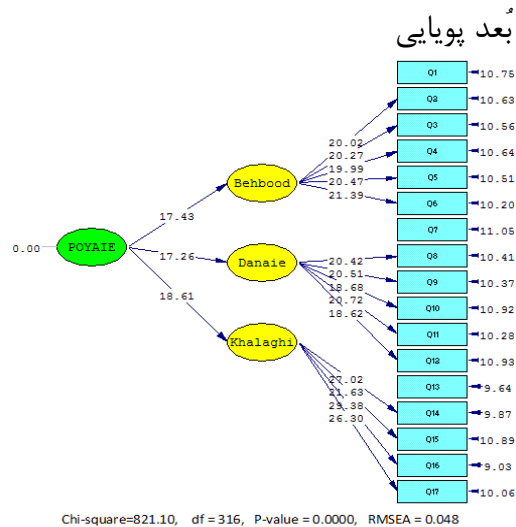 بُعد پویایی
Q1 10.75
Q2 10.63
20.02 Q3 10.56
20.27
19.99 Q4 10.64
Behbood 20.47 Q5 10.51
21.39 Q6 10.20
17.43 Q7 11.05
0.00 POYAIE 17.26 Danaie 20.42 Q8 10.41
20.51 Q9 10.37
18.68 Q10 10.92
18.61 20.72 Q11 10.28
18.62
Khalaghi Q12 10.93
27.02 Q13 9.64
21.63 Q14 9.87
29.38 Q15 10.89
26.30 Q16 9.03
Q17 10.06
Chi-square=821.10, df = 316, P-value = 0.0000, RMSEA = 0.048